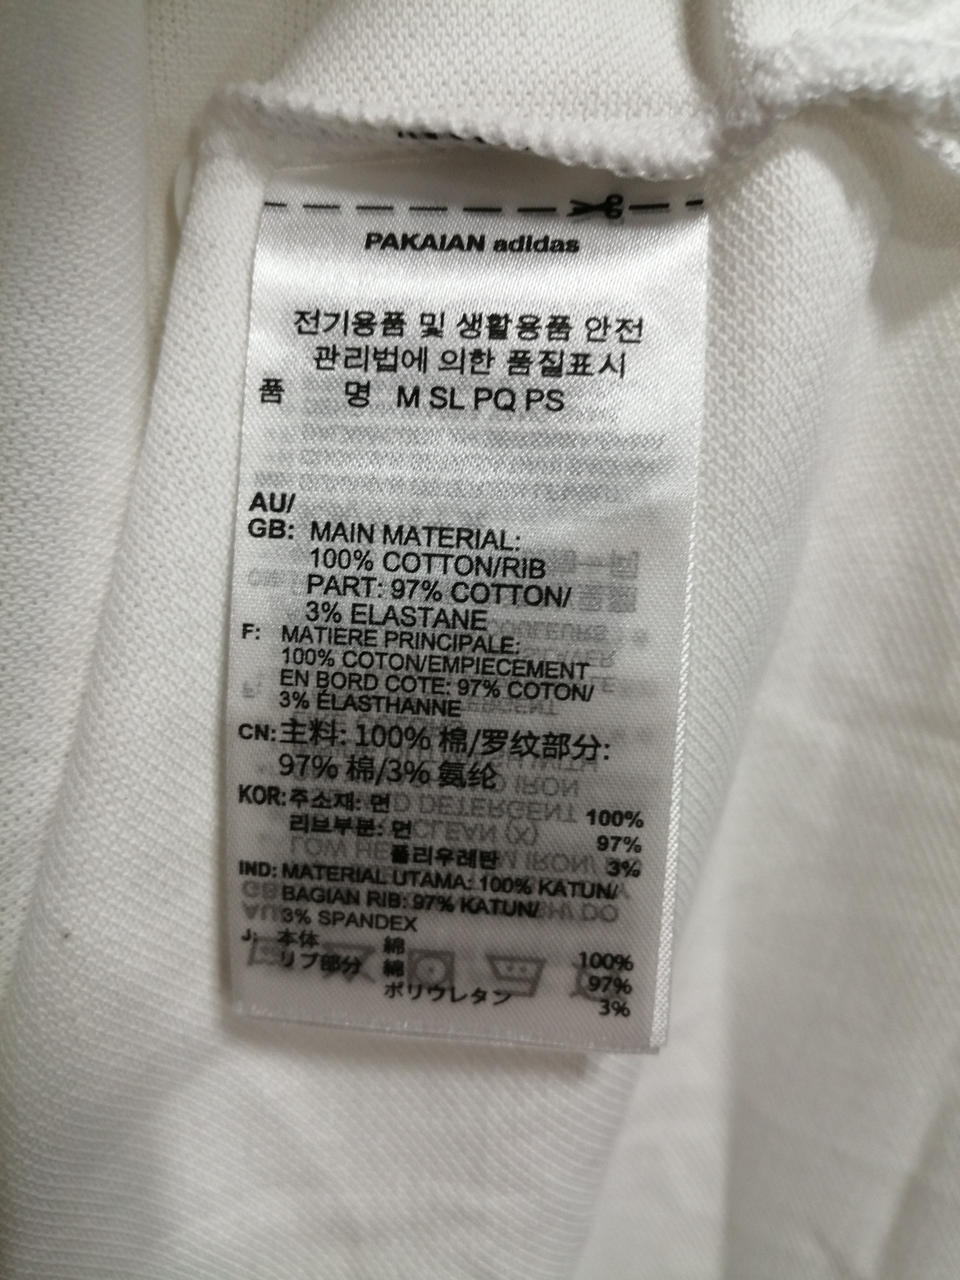 PAKAIAN adidas
전기용품 및 생활용품 안전
관리법에 의한 품질표시
품 명 M SL PQ PS
AU/
GB: MAIN MATERIAL:
100% COTTON/RIB
PART: 97% COTTON/
3% ELASTANE
F: MATIERE PRINCIPALE:
100% COTON/EMPIECEMENT
EN BORD COTE: 97% COTON/
3% ÉLASTHANNE
CN: 主料: 100% 棉/罗纹部分:
97% 棉/3% 氨纶
KOR: 주소재: 면 100%
리브부분: 면 97%
폴리우레탄 3%
IND: MATERIAL UTAMA: 100% KATUN/
BAGIAN RIB: 97% KATUN/
3% SPANDEX
J: 本体 綿 100%
リブ部分 綿 97%
ポリウレタン 3%